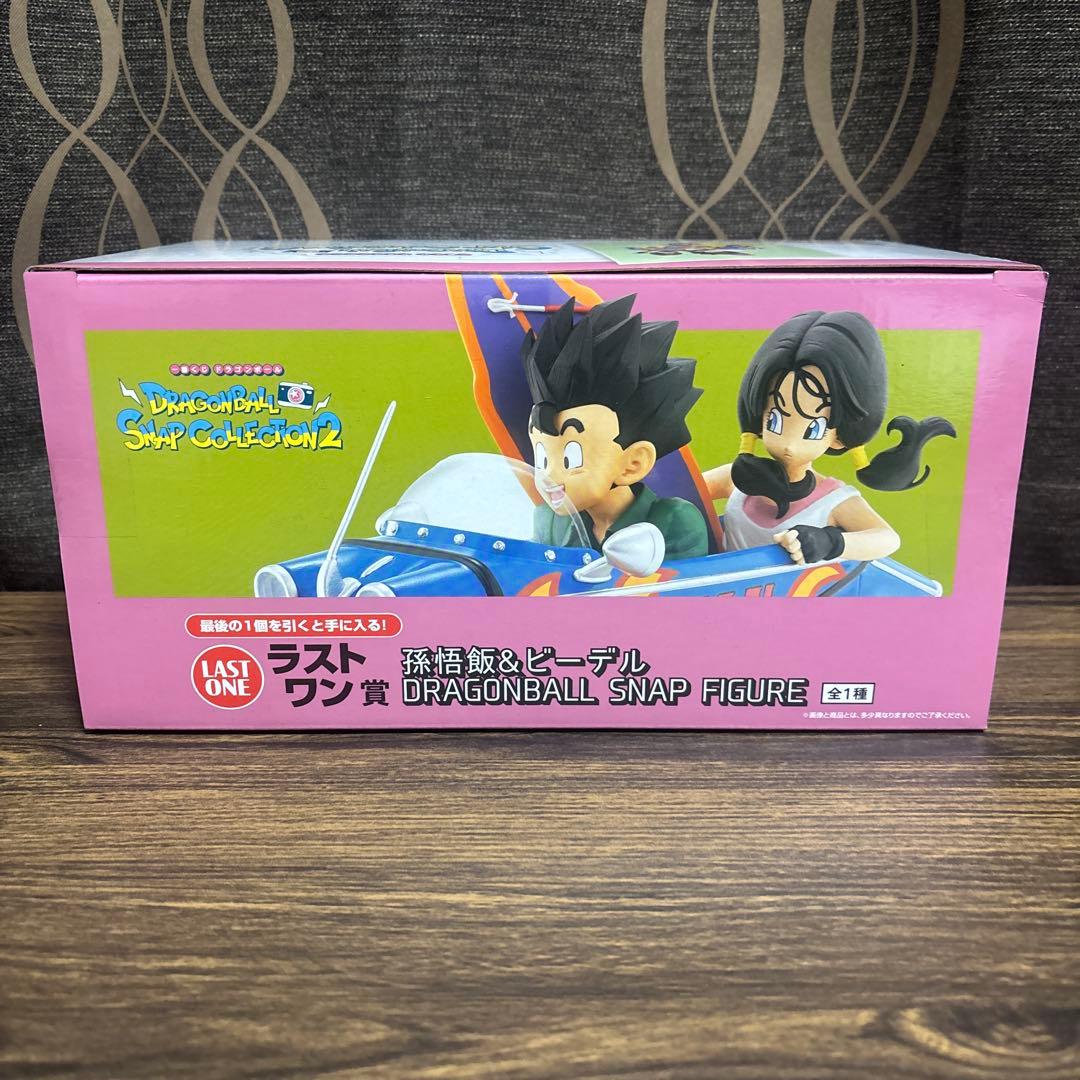 一番くじ ドラゴンボール
DRAGONBALL
SNAP COLLECTION2
最後の1個を引くと手に入る!
LAST
ONE
ラスト
ワン賞
孫悟飯&ビーデル
DRAGONBALL SNAP FIGURE
全1種
※画像と商品とは、多少異なりますのでご了承ください。